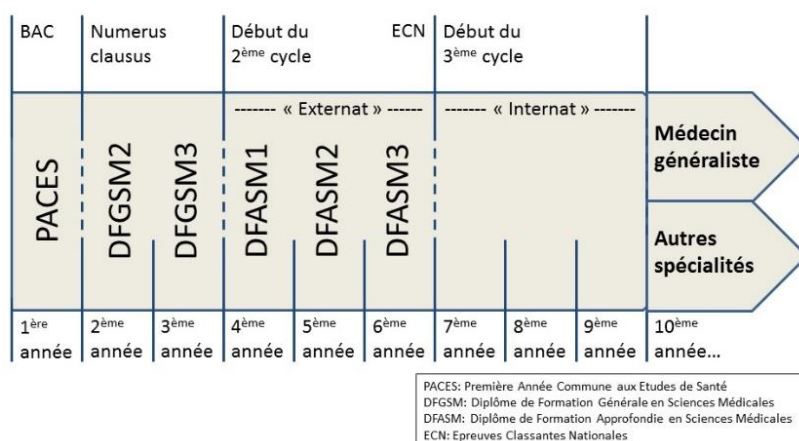 BAC
Numerus
clausus
Début du
2ème cycle
ECN
Début du
3ème cycle
------- « Externat » ------
------- « Internat » -------
PACES
DFGSM2
DFGSM3
DFASM1
DFASM2
DFASM3
Médecin
généraliste
Autres
spécialités
1ère
année
2ème
année
3ème
année
4ème
année
5ème
année
6ème
année
7ème
année
8ème
année
9ème
année
10ème
année...
PACES: Première Année Commune aux Etudes de Santé
DFGSM: Diplôme de Formation Générale en Sciences Médicales
DFASM: Diplôme de Formation Approfondie en Sciences Médicales
ECN: Epreuves Classantes Nationales